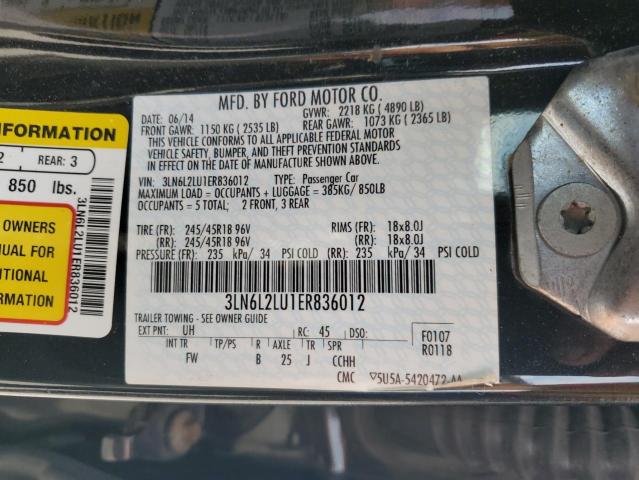 MFD. BY FORD MOTOR CO.
DATE: 06/14 GVWR: 2218 KG ( 4890 LB)
FRONT GAWR: 1150 KG ( 2535 LB) REAR GAWR: 1073 KG ( 2365 LB)
THIS VEHICLE CONFORMS TO ALL APPLICABLE FEDERAL MOTOR
VEHICLE SAFETY, BUMPER, AND THEFT PREVENTION STANDARDS
IN EFFECT ON THE DATE OF MANUFACTURE SHOWN ABOVE.
VIN: 3LN6L2LU1ER836012 TYPE: Passenger Car
MAXIMUM LOAD = OCCUPANTS + LUGGAGE = 385KG/ 850LB
OCCUPANTS = 5 TOTAL; 2 FRONT, 3 REAR
TIRE (FR): 245/45R18 96V RIMS (FR): 18x8.0J
(RR): 245/45R18 96V (RR): 18x8.0J
PRESSURE (FR): 235 kPa/ 34 PSI COLD (RR): 235 kPa/ 34 PSI COLD
3LN6L2LU1ER836012
TRAILER TOWING - SEE OWNER GUIDE
EXT PNT: UH RC: 45 DSO:
F0107
R0118
INT TR TP/PS R AXLE TR SPR
FW B 25 J CCHH
CMC ▽5U5A-5420472-AA
INFORMATION
2 REAR: 3
850 lbs.
OWNERS
MANUAL FOR
3LN6L2LU1ER836012